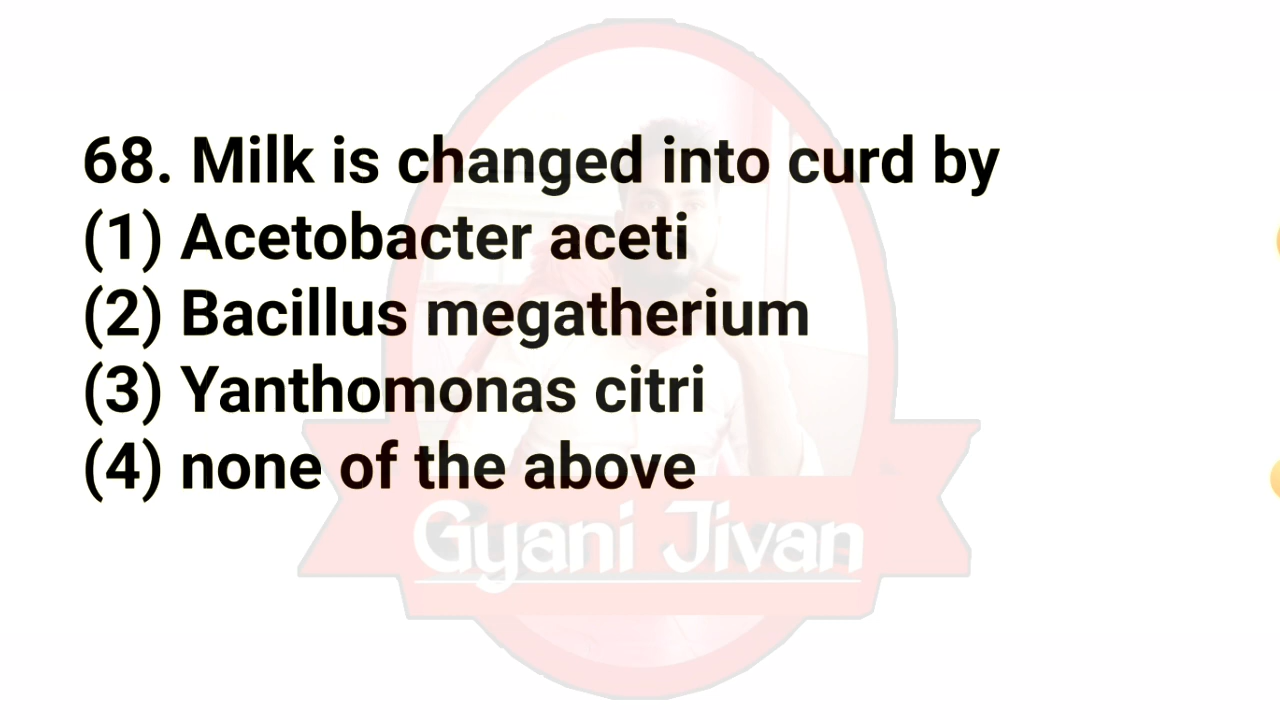 68. Milk is changed into curd by
(1) Acetobacter aceti
(2) Bacillus megatherium
(3) Yanthomonas citri
(4) none of the above
Gyani Jivan